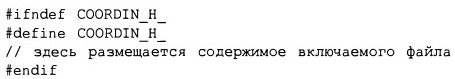 #ifndef COORDIN_H_
#define COORDIN_H_
// здесь размещается содержимое включаемого файла
#endif